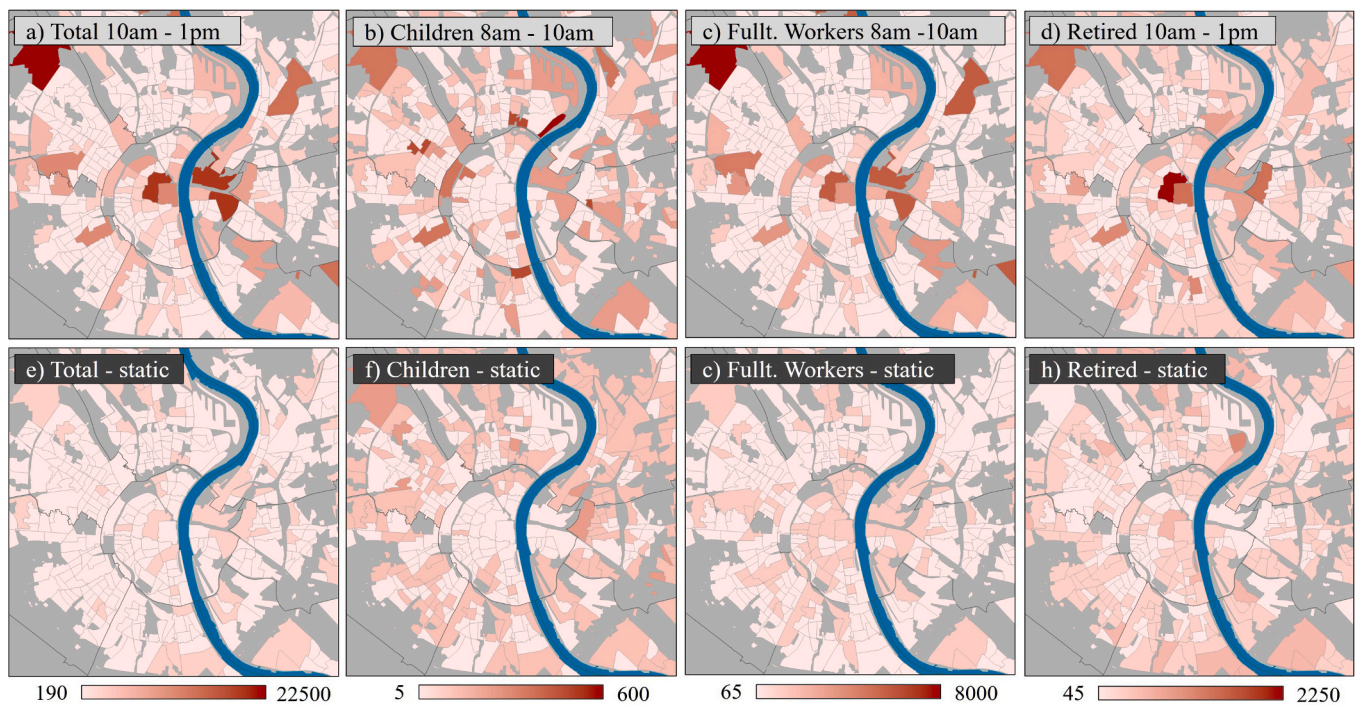 a) Total 10am - 1pm
b) Children 8am - 10am
c) Fullt. Workers 8am -10am
d) Retired 10am - 1pm
e) Total - static
f) Children - static
c) Fullt. Workers - static
h) Retired - static
190 22500
5 600
65 8000
45 2250